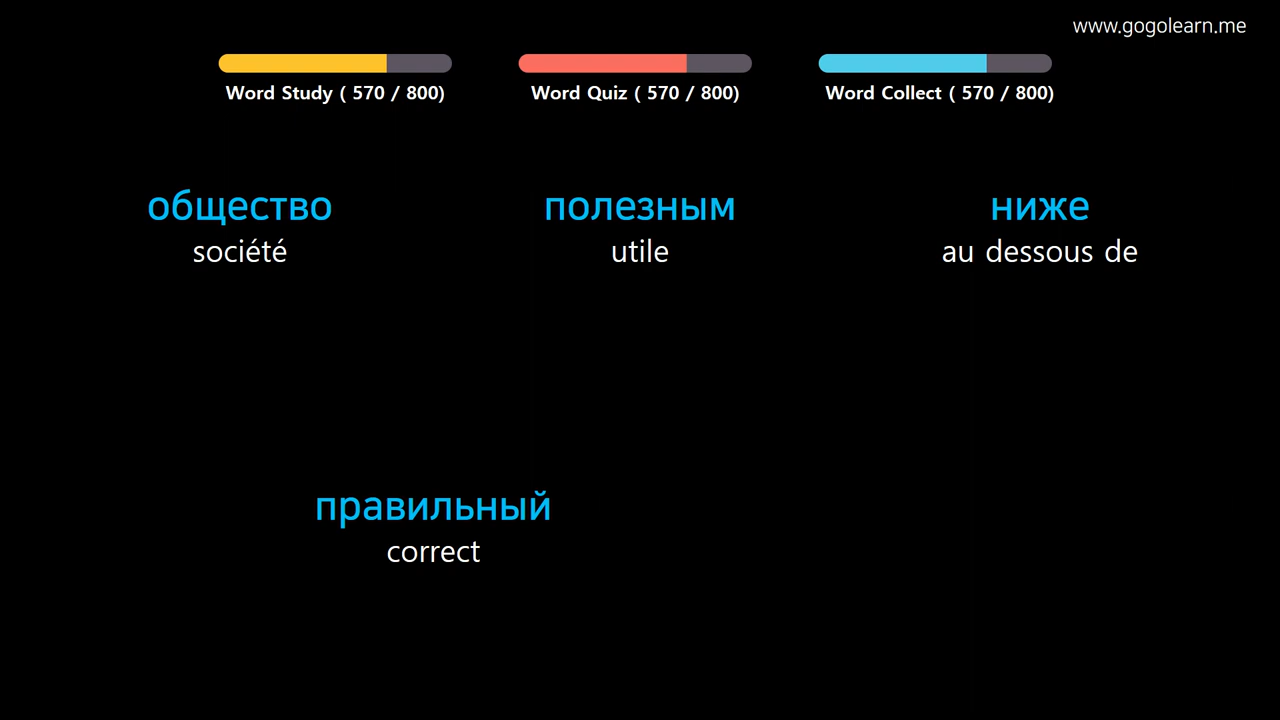 www.gogolearn.me
Word Study ( 570 / 800)
Word Quiz ( 570 / 800)
Word Collect ( 570 / 800)
общество
société
полезным
utile
ниже
au dessous de
правильный
correct